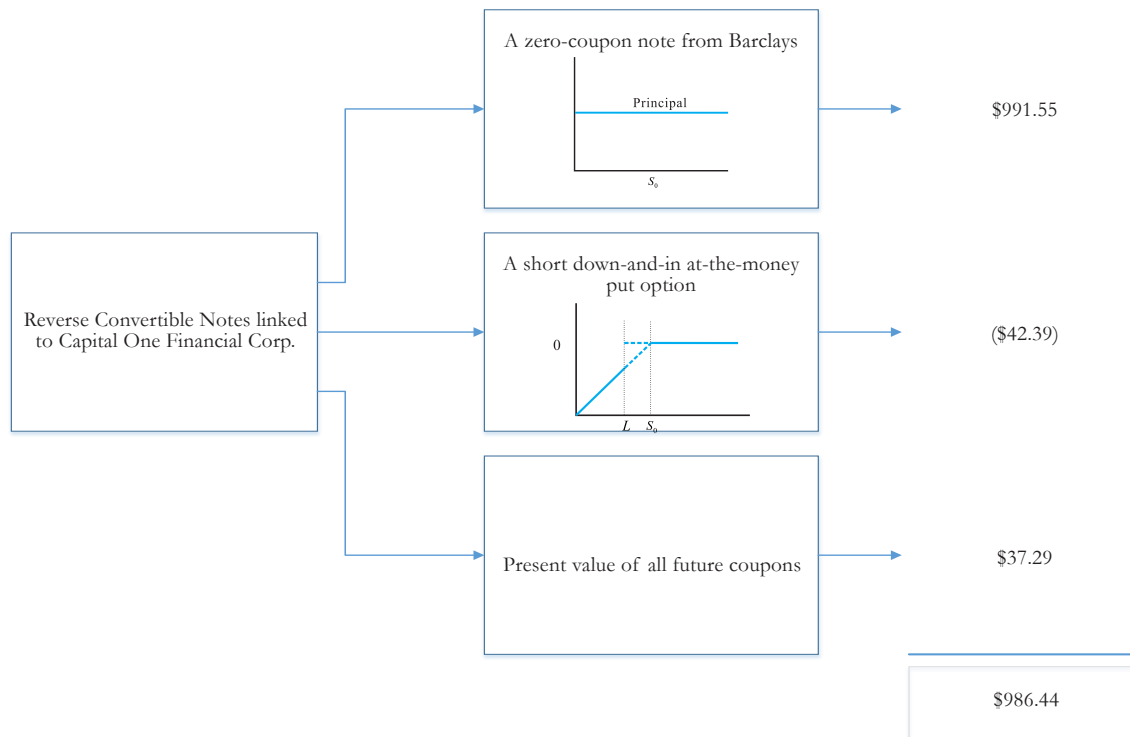 A zero-coupon note from Barclays
Principal
S₀
$991.55
Reverse Convertible Notes linked
to Capital One Financial Corp.
A short down-and-in at-the-money
put option
0
L S₀
($42.39)
Present value of all future coupons
$37.29
$986.44